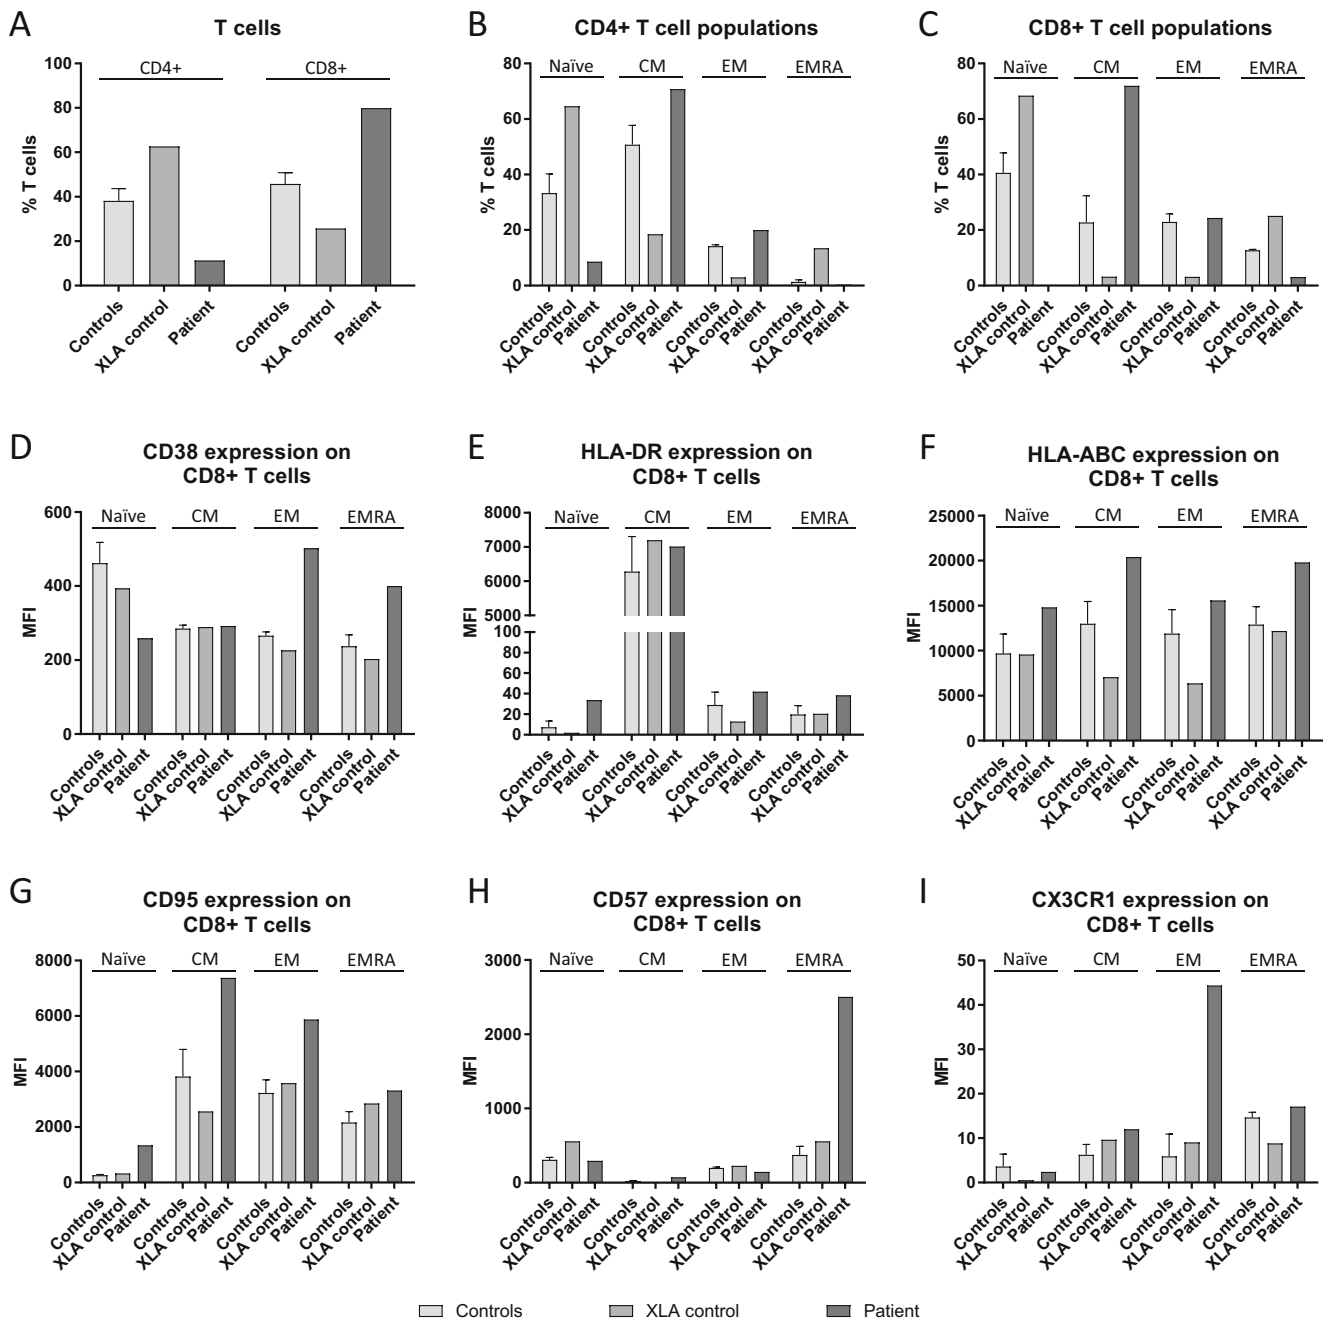 A
T cells
CD4+
CD8+
100
80
60
40
20
0
% T cells
Controls
XLA control
Patient
Controls
XLA control
Patient
B
CD4+ T cell populations
Naïve
CM
EM
EMRA
80
60
40
20
0
% T cells
Controls
XLA control
Patient
Controls
XLA control
Patient
Controls
XLA control
Patient
Controls
XLA control
Patient
C
CD8+ T cell populations
Naïve
CM
EM
EMRA
80
60
40
20
0
% T cells
Controls
XLA control
Patient
Controls
XLA control
Patient
Controls
XLA control
Patient
Controls
XLA control
Patient
D
CD38 expression on
CD8+ T cells
Naïve
CM
EM
EMRA
600
400
200
0
MFI
Controls
XLA control
Patient
Controls
XLA control
Patient
Controls
XLA control
Patient
Controls
XLA control
Patient
E
HLA-DR expression on
CD8+ T cells
Naïve
CM
EM
EMRA
8000
7000
6000
5000
100
80
60
40
20
0
MFI
Controls
XLA control
Patient
Controls
XLA control
Patient
Controls
XLA control
Patient
Controls
XLA control
Patient
F
HLA-ABC expression on
CD8+ T cells
Naïve
CM
EM
EMRA
25000
20000
15000
10000
5000
0
MFI
Controls
XLA control
Patient
Controls
XLA control
Patient
Controls
XLA control
Patient
Controls
XLA control
Patient
G
CD95 expression on
CD8+ T cells
Naïve
CM
EM
EMRA
8000
6000
4000
2000
0
MFI
Controls
XLA control
Patient
Controls
XLA control
Patient
Controls
XLA control
Patient
Controls
XLA control
Patient
H
CD57 expression on
CD8+ T cells
Naïve
CM
EM
EMRA
3000
2000
1000
0
MFI
Controls
XLA control
Patient
Controls
XLA control
Patient
Controls
XLA control
Patient
Controls
XLA control
Patient
I
CX3CR1 expression on
CD8+ T cells
Naïve
CM
EM
EMRA
50
40
30
20
10
0
MFI
Controls
XLA control
Patient
Controls
XLA control
Patient
Controls
XLA control
Patient
Controls
XLA control
Patient
Controls
XLA control
Patient